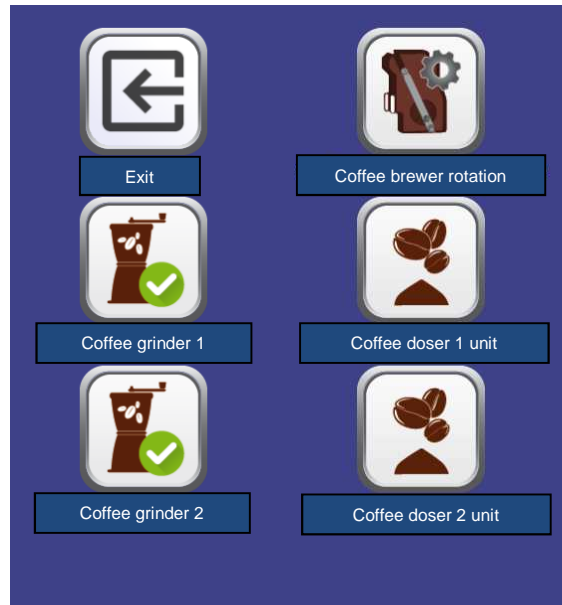 Exit
Coffee brewer rotation
Coffee grinder 1
Coffee doser 1 unit
Coffee grinder 2
Coffee doser 2 unit